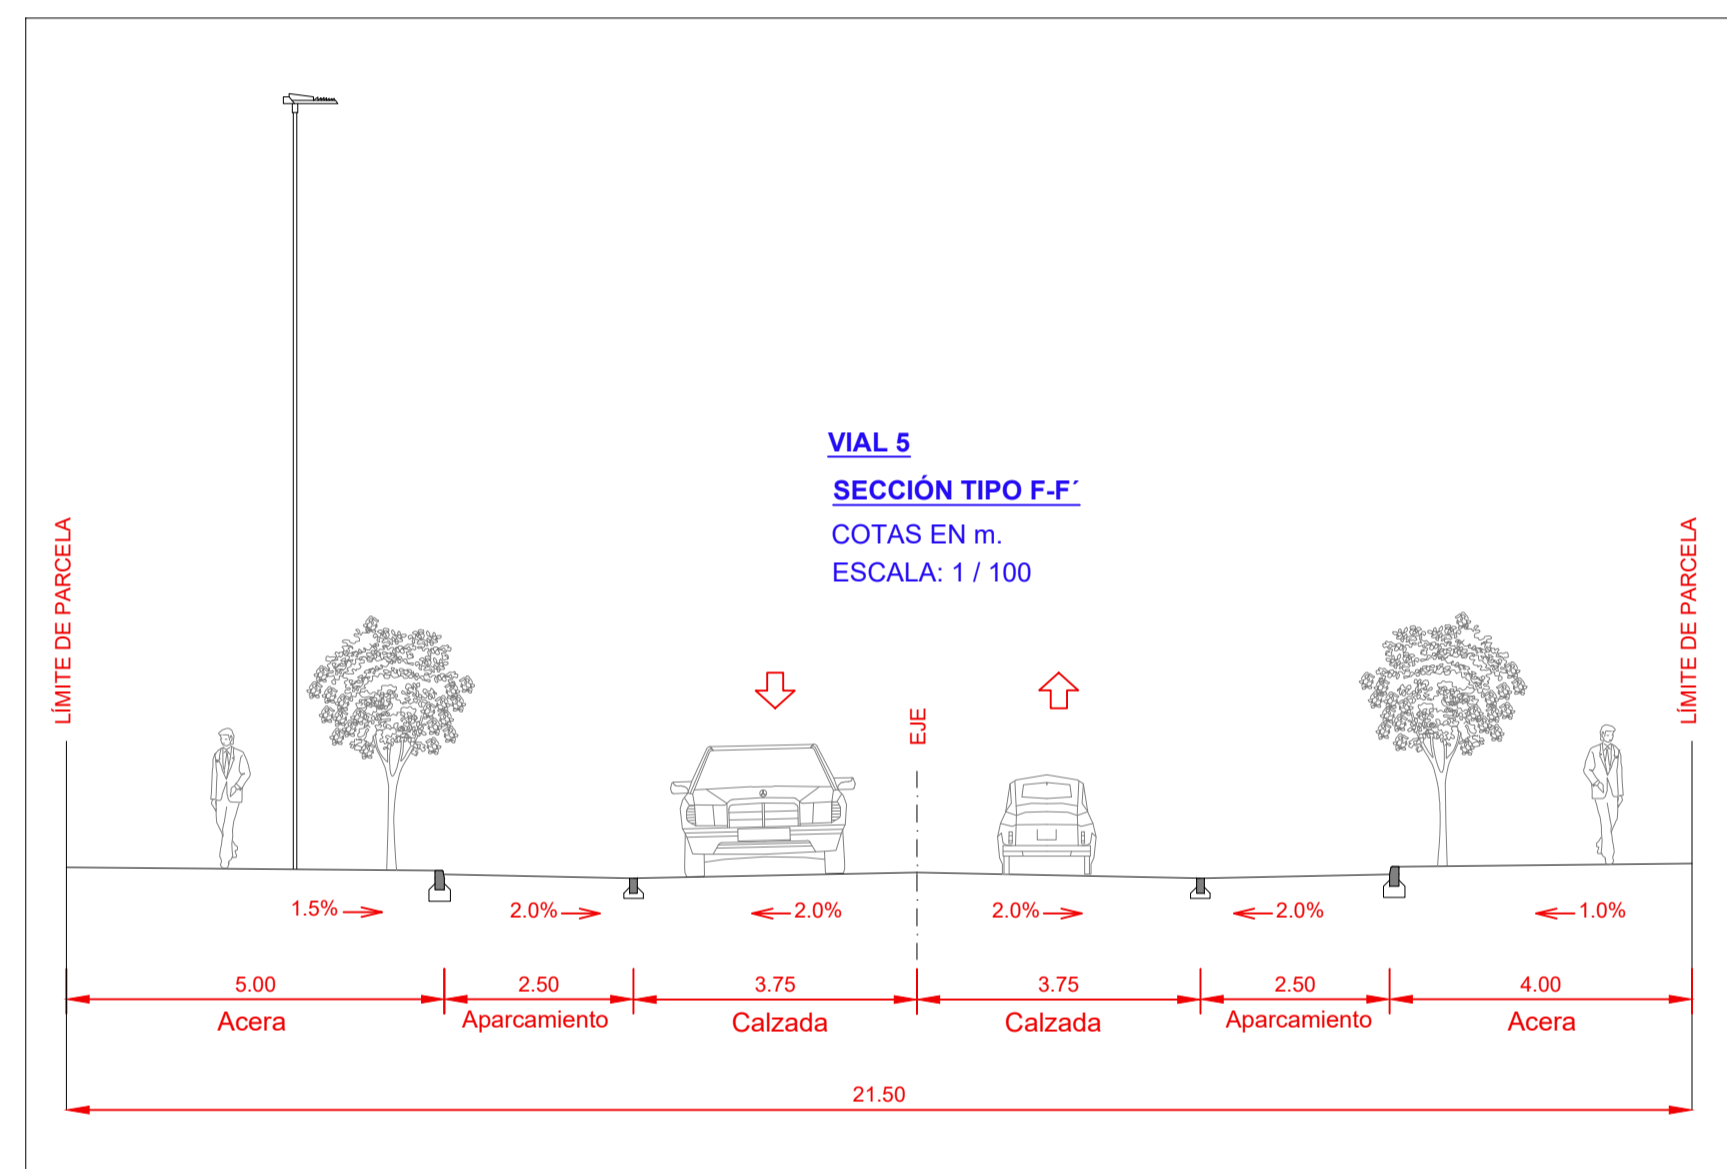 VIAL 5
SECCIÓN TIPO F-F´
COTAS EN m.
ESCALA: 1 / 100
LÍMITE DE PARCELA
EJE
LÍMITE DE PARCELA
1.5% 2.0% 2.0% 2.0% 2.0% 1.0%
5.00 2.50 3.75 3.75 2.50 4.00
Acera Aparcamiento Calzada Calzada Aparcamiento Acera
21.50